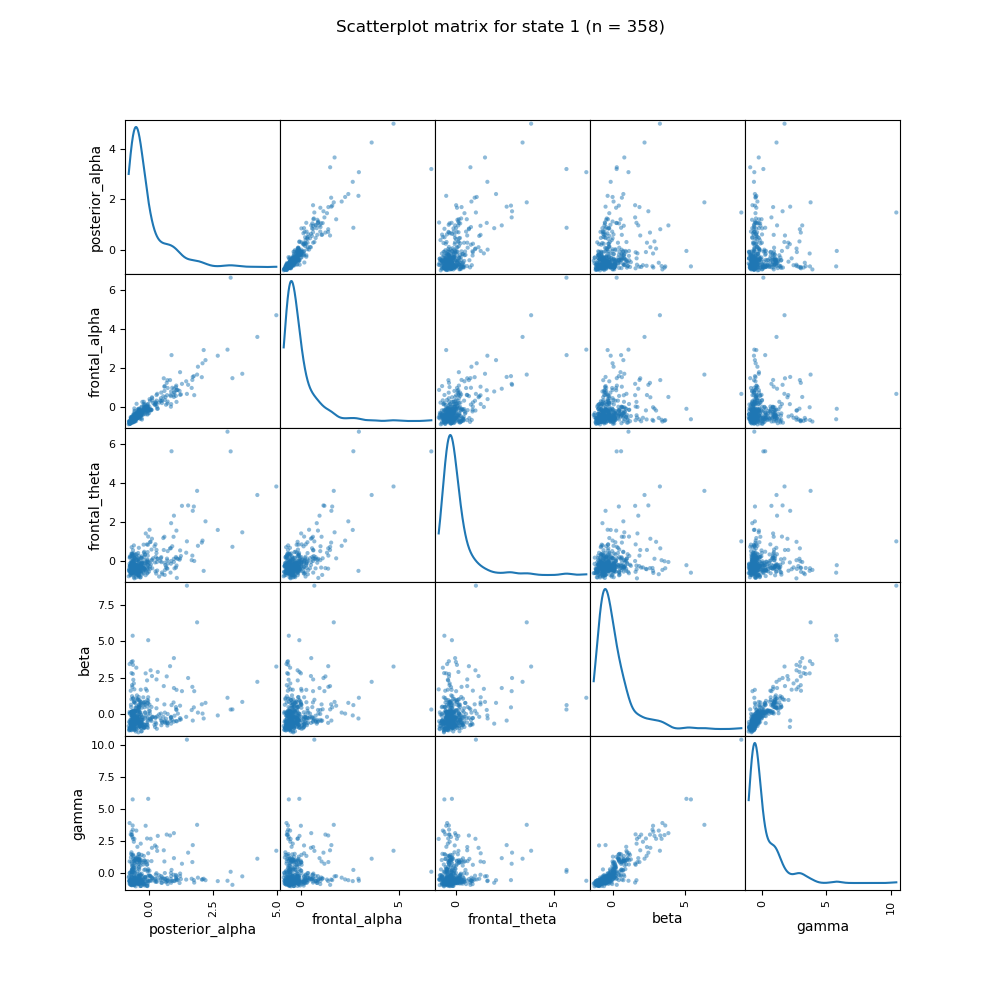 Scatterplot matrix for state 1 (n = 358)
posterior_alpha
4
2
0
frontal_alpha
6
4
2
0
frontal_theta
6
4
2
0
beta
7.5
5.0
2.5
0.0
gamma
10.0
7.5
5.0
2.5
0.0
0.0 2.5 5.0 0 5 0 5 0 5 0 5 10
posterior_alpha frontal_alpha frontal_theta beta gamma